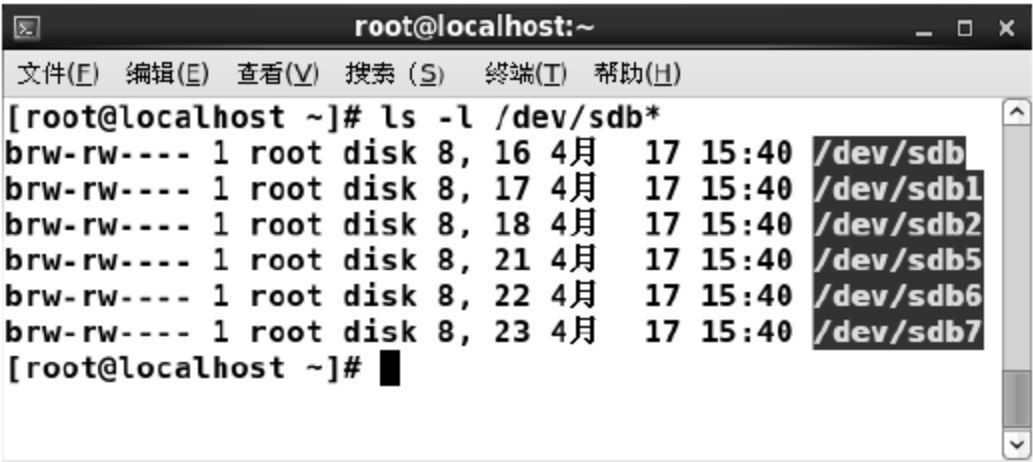 root@localhost:~
文件(F) 编辑(E) 查看(V) 搜索 (S) 终端(T) 帮助(H)
[root@localhost ~]# ls -l /dev/sdb*
brw-rw---- 1 root disk 8, 16 4月  17 15:40 /dev/sdb
brw-rw---- 1 root disk 8, 17 4月  17 15:40 /dev/sdb1
brw-rw---- 1 root disk 8, 18 4月  17 15:40 /dev/sdb2
brw-rw---- 1 root disk 8, 21 4月  17 15:40 /dev/sdb5
brw-rw---- 1 root disk 8, 22 4月  17 15:40 /dev/sdb6
brw-rw---- 1 root disk 8, 23 4月  17 15:40 /dev/sdb7
[root@localhost ~]#